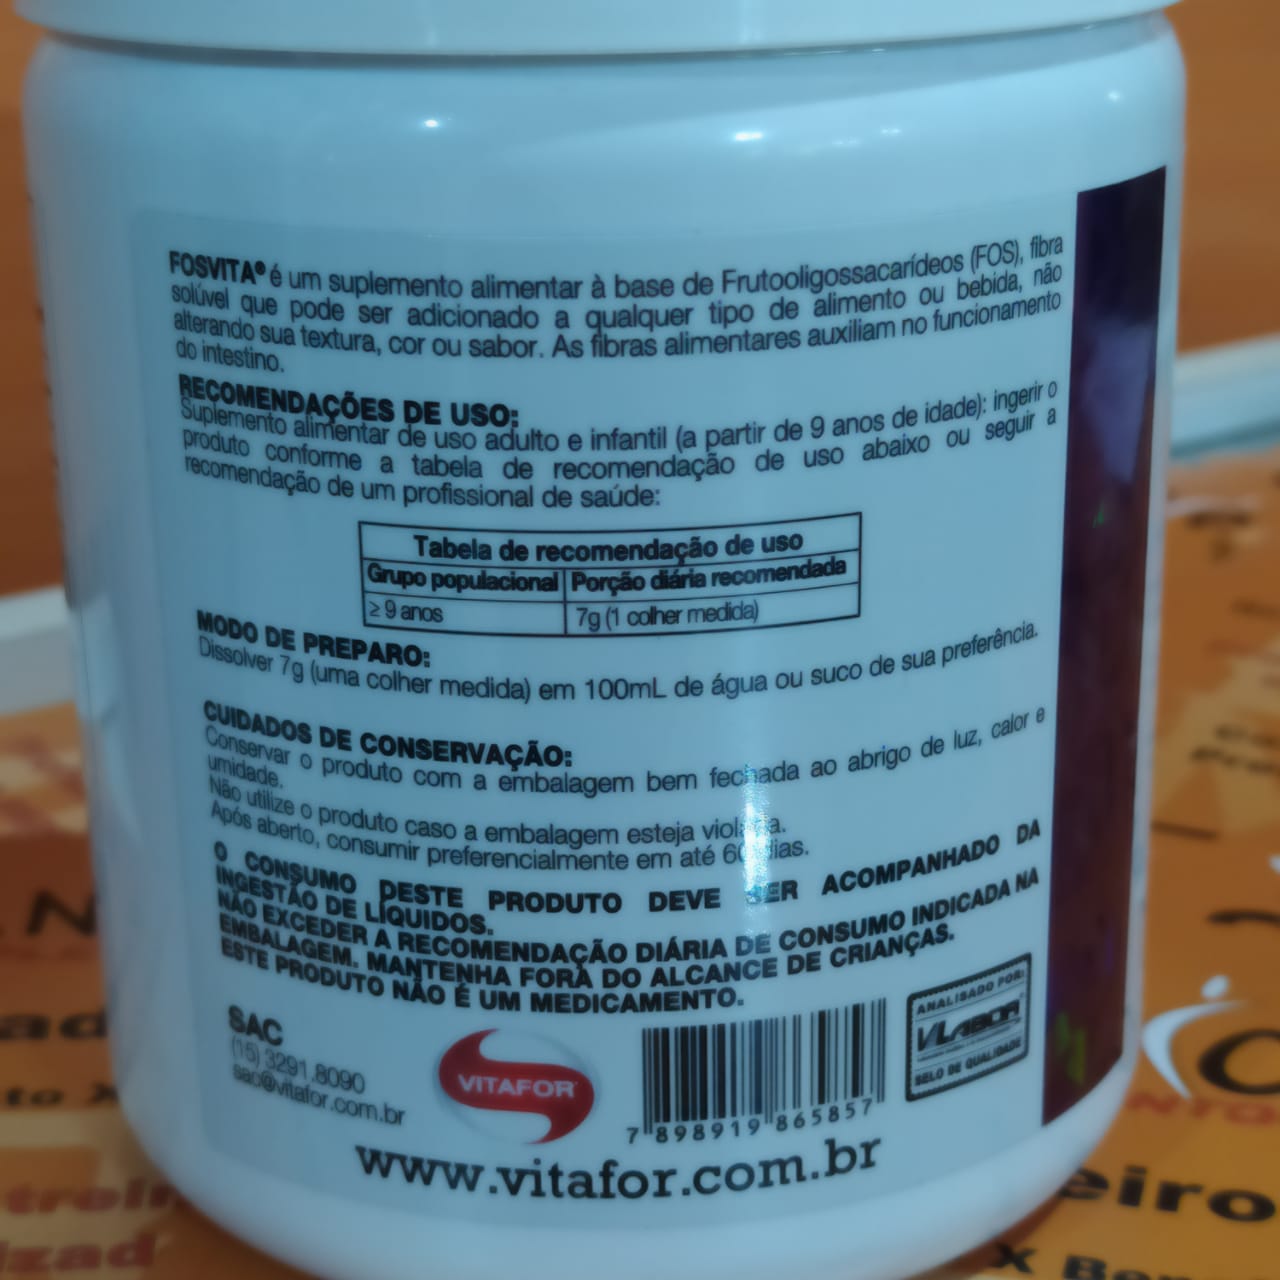 FOSVITA® é um suplemento alimentar à base de Frutooligossacarídeos (FOS), fibra
solúvel que pode ser adicionado a qualquer tipo de alimento ou bebida, não
alterando sua textura, cor ou sabor. As fibras alimentares auxiliam no funcionamento
do intestino.
RECOMENDAÇÕES DE USO:
Suplemento alimentar de uso adulto e infantil (a partir de 9 anos de idade): ingerir o
produto conforme a tabela de recomendação de uso abaixo ou seguir a
recomendação de um profissional de saúde:
Tabela de recomendação de uso
Grupo populacional Porção diária recomendada
≥ 9 anos 7g (1 colher medida)
MODO DE PREPARO:
Dissolver 7g (uma colher medida) em 100mL de água ou suco de sua preferência.
CUIDADOS DE CONSERVAÇÃO:
Conservar o produto com a embalagem bem fechada ao abrigo de luz, calor e
umidade.
Não utilize o produto caso a embalagem esteja violada.
Após aberto, consumir preferencialmente em até 60 dias.
O CONSUMO DESTE PRODUTO DEVE SER ACOMPANHADO DA
INGESTÃO DE LÍQUIDOS.
NÃO EXCEDER A RECOMENDAÇÃO DIÁRIA DE CONSUMO INDICADA NA
EMBALAGEM. MANTENHA FORA DO ALCANCE DE CRIANÇAS.
ESTE PRODUTO NÃO É UM MEDICAMENTO.
SAC
(15) 3291.8090
sac@vitafor.com.br
VITAFOR
7 898919 865857
ANALISADO POR:
VLABOR
SELO DE QUALIDADE
www.vitafor.com.br
eiro